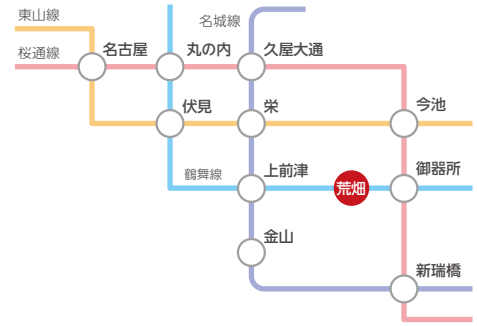 東山線
名城線
桜通線
名古屋
丸の内
久屋大通
伏見
栄
今池
鶴舞線
上前津
荒畑
御器所
金山
新瑞橋